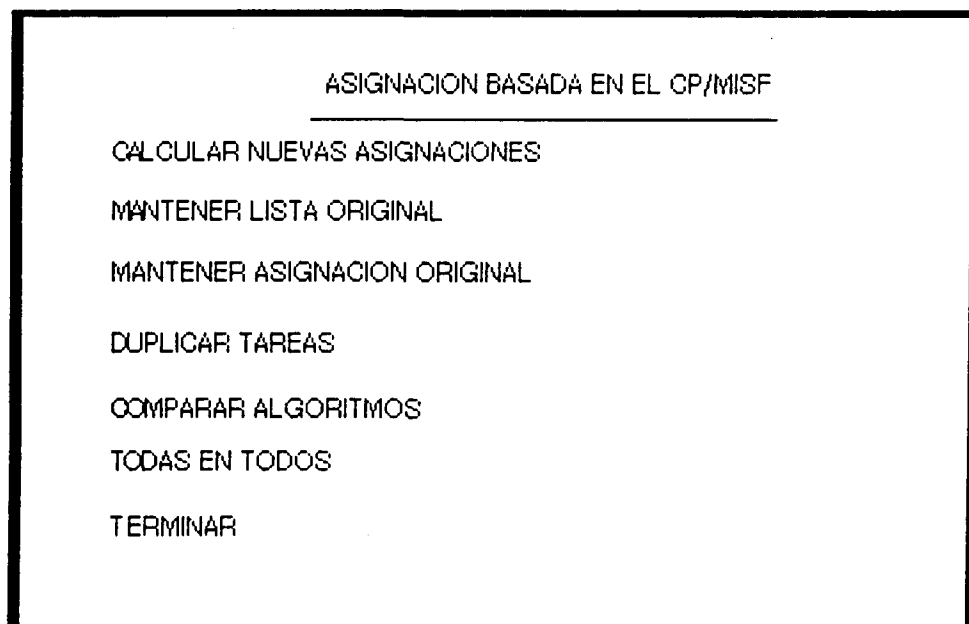 ASIGNACION BASADA EN EL CP/MISF
CALCULAR NUEVAS ASIGNACIONES
MANTENER LISTA ORIGINAL
MANTENER ASIGNACION ORIGINAL
DUPLICAR TAREAS
COMPARAR ALGORITMOS
TODAS EN TODOS
TERMINAR